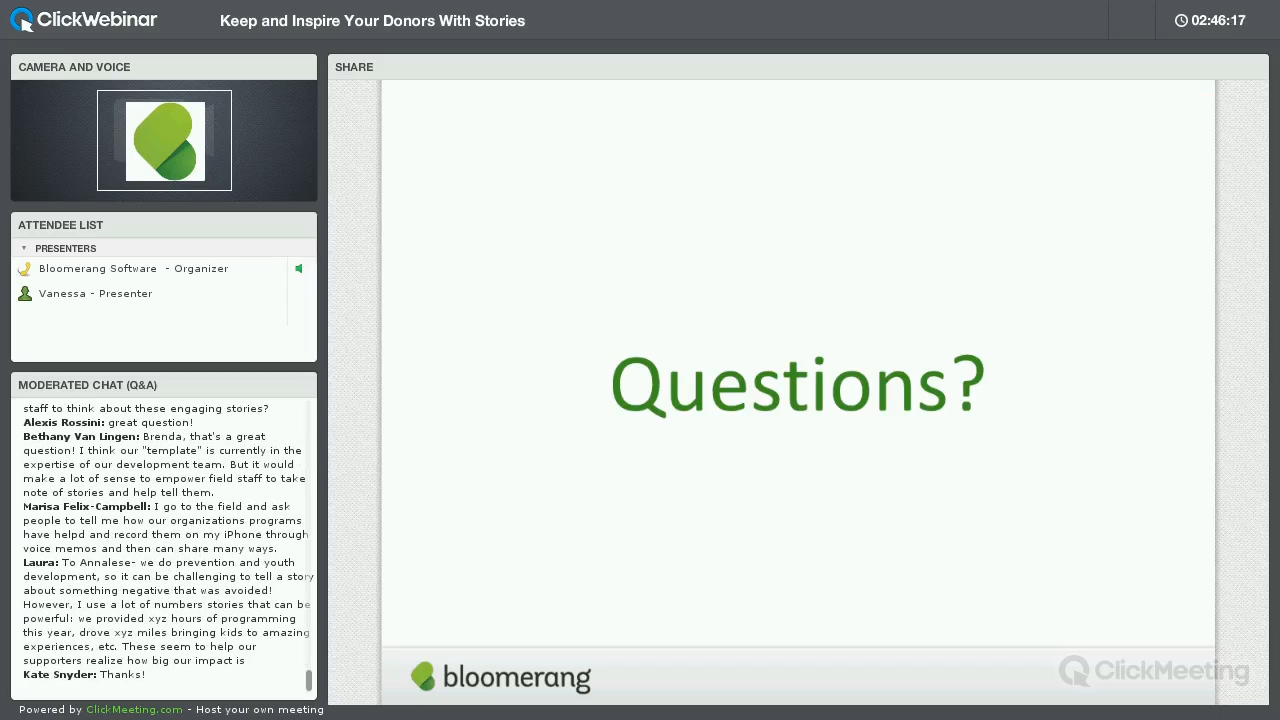 ClickWebinar
Keep and Inspire Your Donors With Stories
02:46:17
CAMERA AND VOICE
SHARE
ATTENDEE LIST
PRESENTERS
Bloomerang Software - Organizer
Vanessa - Presenter
MODERATED CHAT (Q&A)
staff to think about these engaging stories?
Alexis Rossini: great question!
Bethany Van Lingen: Brenda, that's a great
question! I think our "template" is currently in the
expertise of our development team. But it would
make a lot of sense to empower field staff to take
note of stories and help tell them.
Marisa Felix-Campbell: I go to the field and ask
people to tell me how our organizations programs
have helpd and record them on my iPhone through
voice memos and then can share many ways.
Laura: To Annalese- we do prevention and youth
development, so it can be challenging to tell a story
about something negative that was avoided!
However, I use a lot of numbers stories that can be
powerful: we provided xyz hours of programming
this year, drove xyz miles bringing kids to amazing
experiences, etc. These seem to help our
supporters realize how big our impact is
Kate Snyder: Thanks!
Questions?
bloomerang
ClickMeeting
Powered by ClickMeeting.com - Host your own meeting